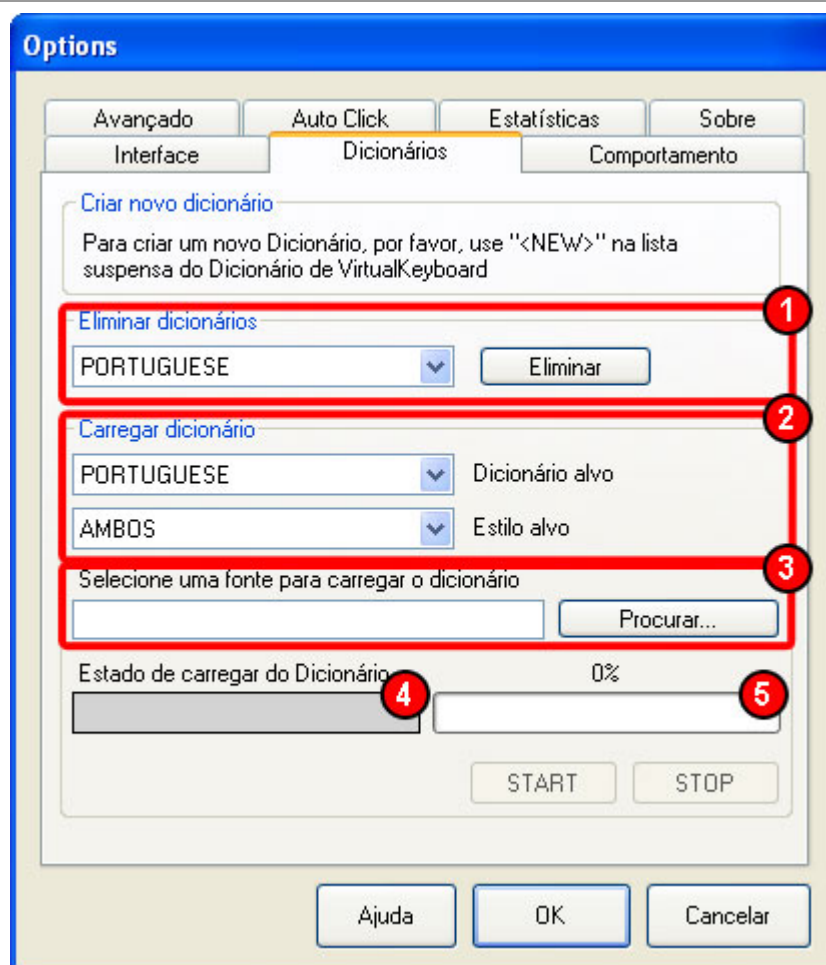 Options
Avançado Auto Click Estatísticas Sobre
Interface Dicionários Comportamento
Criar novo dicionário
Para criar um novo Dicionário, por favor, use "<NEW>" na lista
suspensa do Dicionário de VirtualKeyboard
1
Eliminar dicionários
PORTUGUESE Eliminar
2
Carregar dicionário
PORTUGUESE Dicionário alvo
AMBOS Estilo alvo
3
Selecione uma fonte para carregar o dicionário
Procurar...
Estado de carregar do Dicionário 0%
4 5
START STOP
Ajuda OK Cancelar